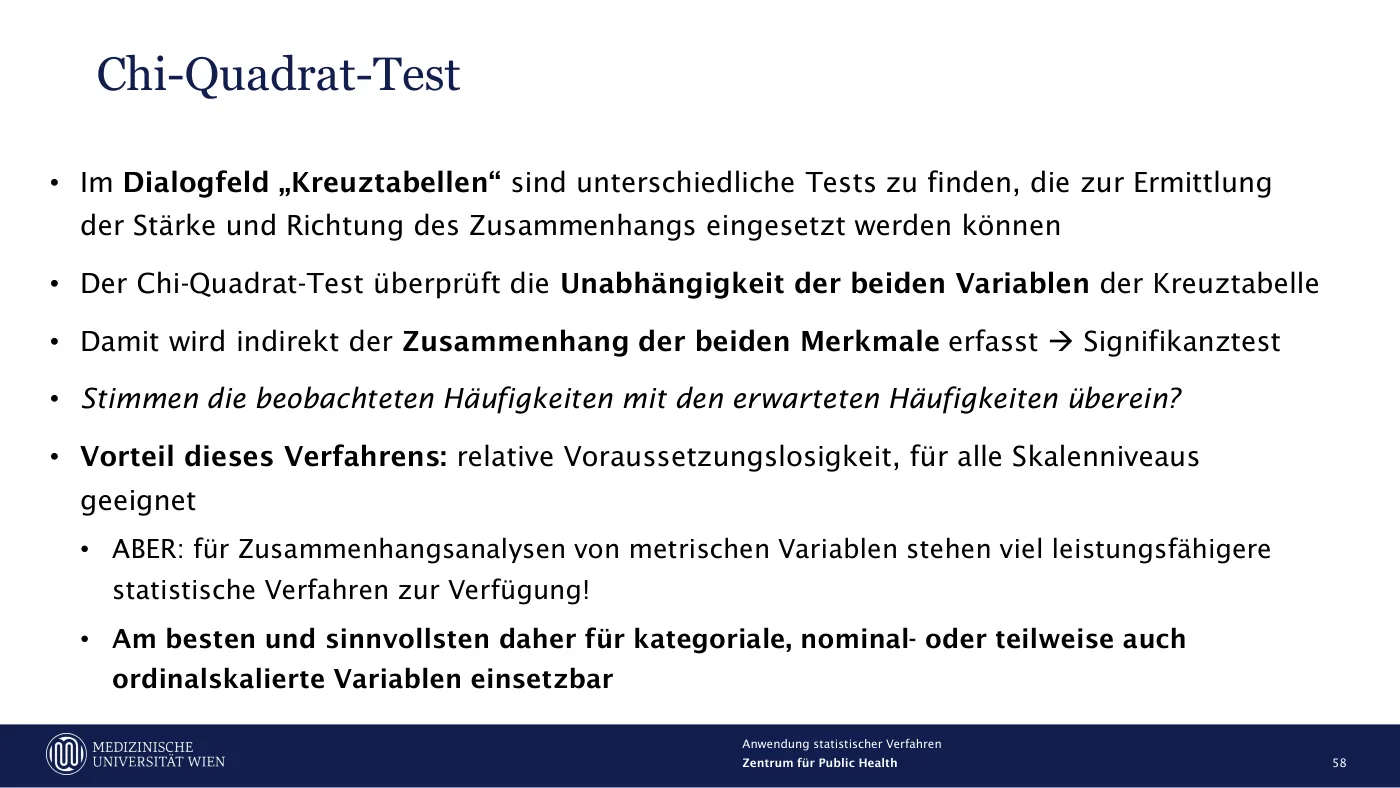 Chi-Quadrat-Test
• Im Dialogfeld „Kreuztabellen“ sind unterschiedliche Tests zu finden, die zur Ermittlung
der Stärke und Richtung des Zusammenhangs eingesetzt werden können
• Der Chi-Quadrat-Test überprüft die Unabhängigkeit der beiden Variablen der Kreuztabelle
• Damit wird indirekt der Zusammenhang der beiden Merkmale erfasst → Signifikanztest
• Stimmen die beobachteten Häufigkeiten mit den erwarteten Häufigkeiten überein?
• Vorteil dieses Verfahrens: relative Voraussetzungslosigkeit, für alle Skalenniveaus
geeignet
• ABER: für Zusammenhangsanalysen von metrischen Variablen stehen viel leistungsfähigere
statistische Verfahren zur Verfügung!
• Am besten und sinnvollsten daher für kategoriale, nominal- oder teilweise auch
ordinalskalierte Variablen einsetzbar
MEDIZINISCHE
UNIVERSITÄT WIEN
Anwendung statistischer Verfahren
Zentrum für Public Health
58